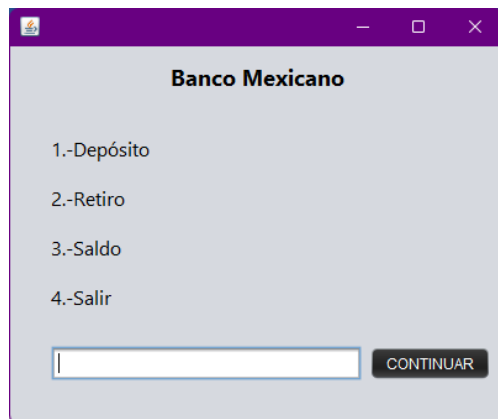 Banco Mexicano
1.-Depósito
2.-Retiro
3.-Saldo
4.-Salir
CONTINUAR